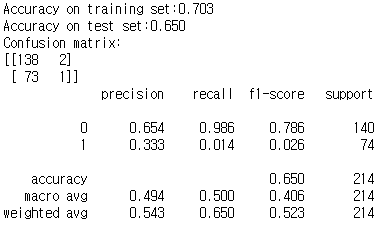 Accuracy on training set:0.703
Accuracy on test set:0.650
Confusion matrix:
[[138   2]
 [ 73   1]]
              precision    recall  f1-score   support

           0       0.654     0.986     0.786       140
           1       0.333     0.014     0.026        74

    accuracy                           0.650       214
   macro avg       0.494     0.500     0.406       214
weighted avg       0.543     0.650     0.523       214